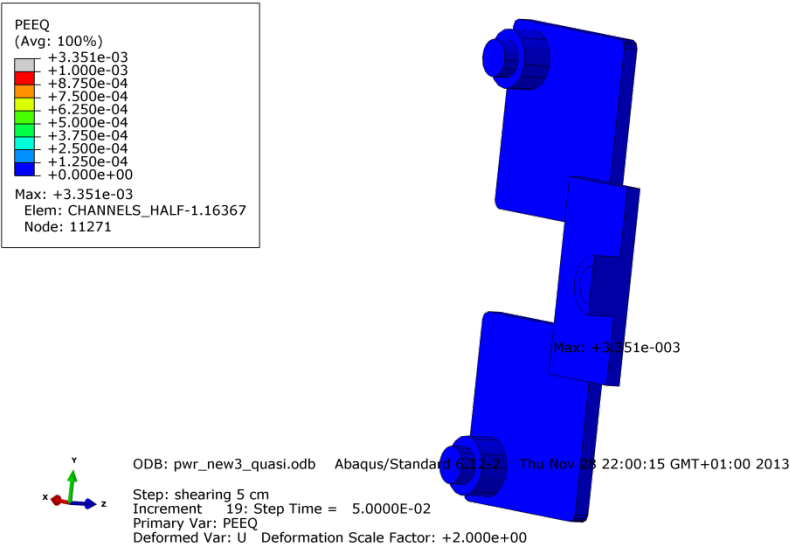 PEEQ
(Avg: 100%)
+3.351e-03
+1.000e-03
+8.750e-04
+7.500e-04
+6.250e-04
+5.000e-04
+3.750e-04
+2.500e-04
+1.250e-04
+0.000e+00
Max: +3.351e-03
Elem: CHANNELS_HALF-1.16367
Node: 11271
Max: +3.351e-003
Y
X
Z
ODB: pwr_new3_quasi.odb Abaqus/Standard 6.12-2 Thu Nov 28 22:00:15 GMT+01:00 2013
Step: shearing 5 cm
Increment 19: Step Time = 5.0000E-02
Primary Var: PEEQ
Deformed Var: U Deformation Scale Factor: +2.000e+00